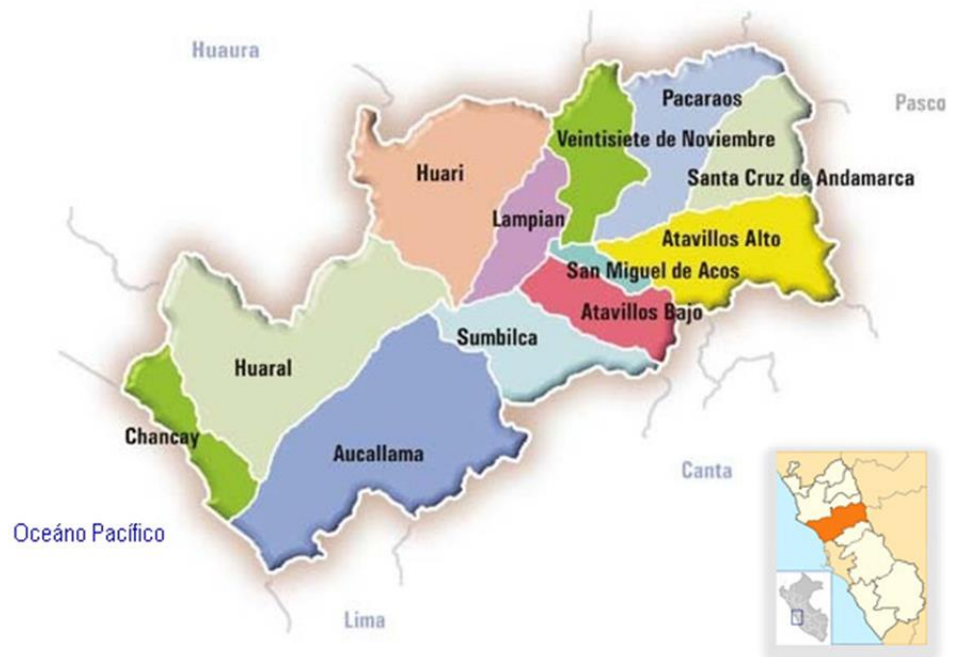 Huaura
Pacaraos
Pasco
Veintisiete de Noviembre
Huari
Santa Cruz de Andamarca
Lampian
Atavillos Alto
San Miguel de Acos
Atavillos Bajo
Sumbilca
Huaral
Chancay
Aucallama
Canta
Oceáno Pacífico
Lima